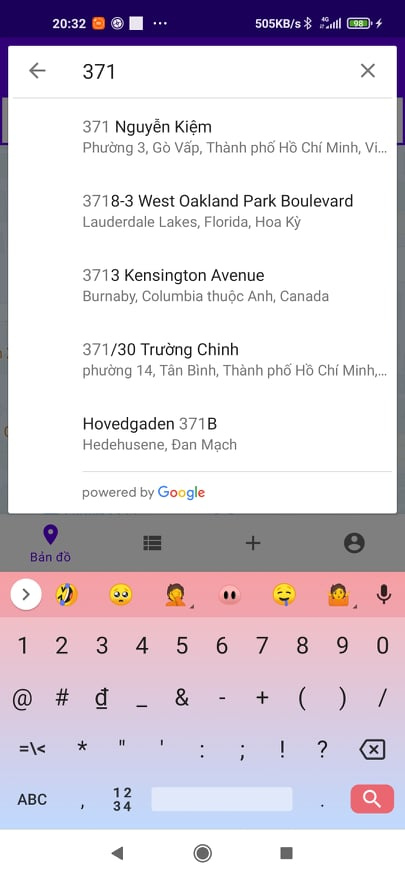 20:32 ... 505KB/s 4G 98
371
371 Nguyễn Kiệm
Phường 3, Gò Vấp, Thành phố Hồ Chí Minh, Vi...
3718-3 West Oakland Park Boulevard
Lauderdale Lakes, Florida, Hoa Kỳ
3713 Kensington Avenue
Burnaby, Columbia thuộc Anh, Canada
371/30 Trường Chinh
phường 14, Tân Bình, Thành phố Hồ Chí Minh,...
Hovedgaden 371B
Hedehusene, Đan Mạch
powered by Google
Bản đồ
1 2 3 4 5 6 7 8 9 0
@ # ₫ _ & - + ( ) /
=\< * " ' : ; ! ?
ABC , 12 .
34